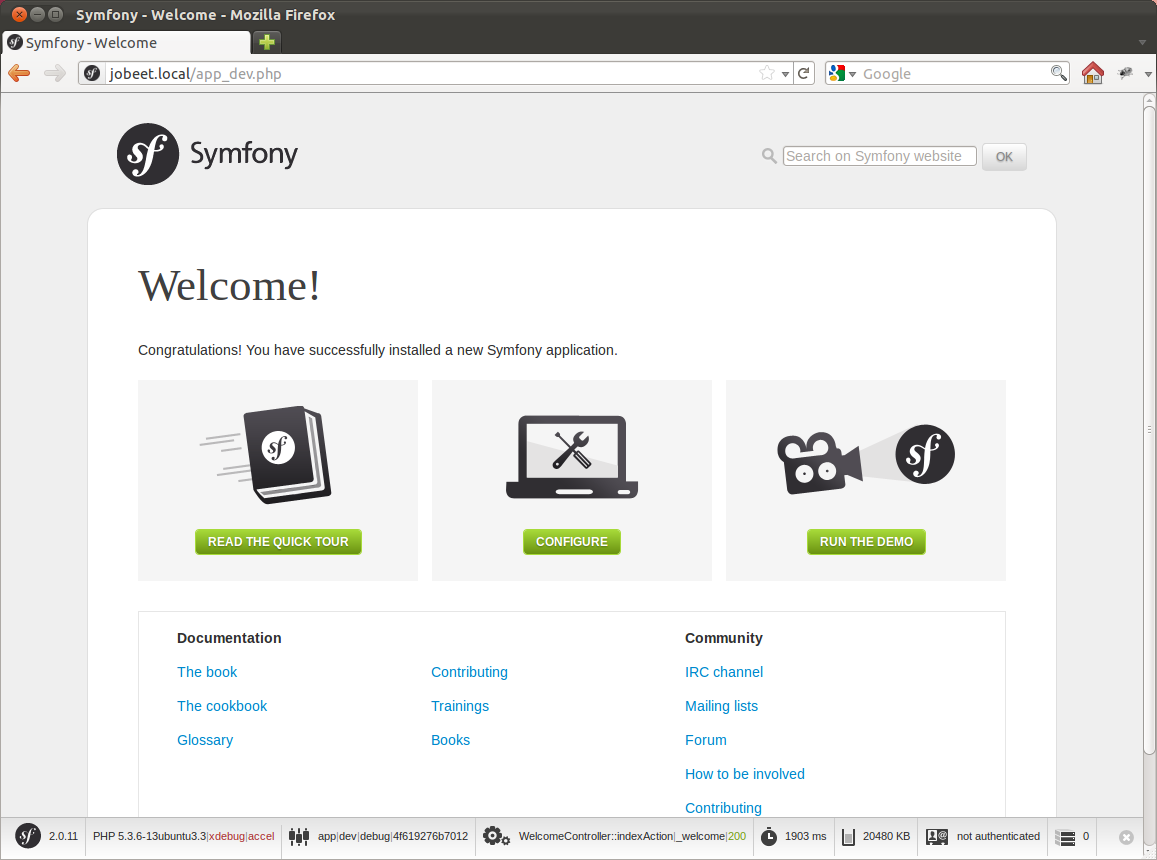 Symfony - Welcome - Mozilla Firefox
Symfony - Welcome
jobeet.local/app_dev.php
Google
sf Symfony
Search on Symfony website
OK
Welcome!
Congratulations! You have successfully installed a new Symfony application.
READ THE QUICK TOUR
CONFIGURE
RUN THE DEMO
Documentation
Community
The book
Contributing
IRC channel
The cookbook
Trainings
Mailing lists
Glossary
Books
Forum
How to be involved
Contributing
2.0.11
PHP 5.3.6-13ubuntu3.3|xdebug|accel
app|dev|debug|4f619276b7012
WelcomeController::indexAction|_welcome|200
1903 ms
20480 KB
not authenticated
0